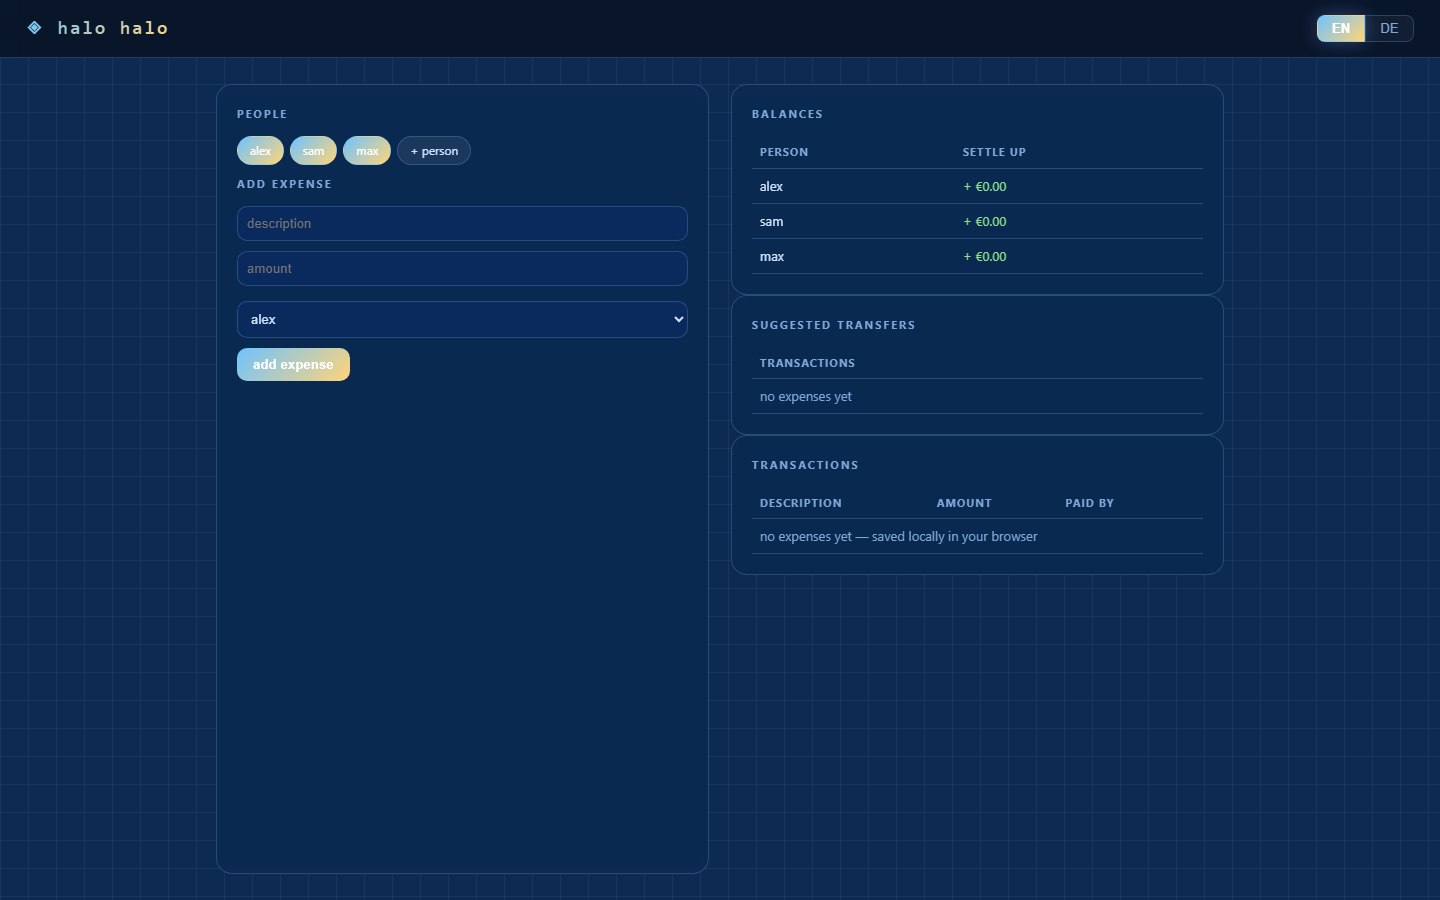 ◈ halo halo
EN DE
PEOPLE
alex sam max + person
ADD EXPENSE
description
amount
alex
add expense
BALANCES
PERSON SETTLE UP
alex + €0.00
sam + €0.00
max + €0.00
SUGGESTED TRANSFERS
TRANSACTIONS
no expenses yet
TRANSACTIONS
DESCRIPTION AMOUNT PAID BY
no expenses yet — saved locally in your browser